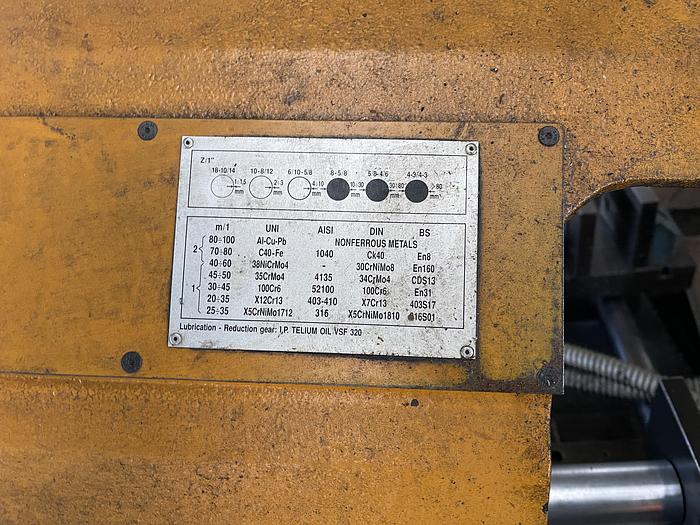 Z/1"
18-10/14 10-8/12 6/10-5/8 8-5/8 5/8-4/6 4-3/4-3
1÷1,5 mm 2÷3 mm 4÷10 mm 10÷30 mm 30÷80 mm >80 mm
m/1 UNI AISI DIN BS
80÷100 Al-Cu-Pb NONFERROUS METALS
2 70÷80 C40-Fe 1040 Ck40 En8
40÷60 38NiCrMo4 - 30CrNiMo8 En160
45÷50 35CrMo4 4135 34CrMo4 CDS13
1 30÷45 100Cr6 52100 100Cr6 En31
20÷35 X12Cr13 403-410 X7Cr13 403S17
25÷35 X5CrNiMo1712 316 X5CrNiMo1810 316S01
Lubrication - Reduction gear: I.P. TELIUM OIL VSF 320